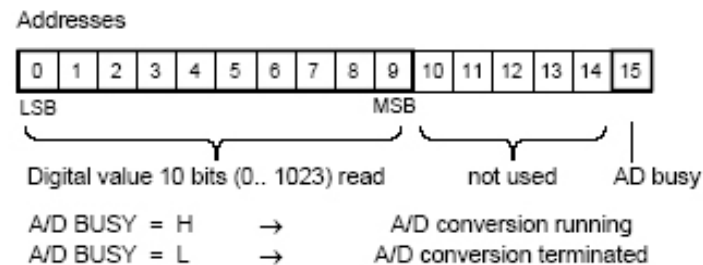 Addresses
0 1 2 3 4 5 6 7 8 9 10 11 12 13 14 15
LSB MSB
Digital value 10 bits (0.. 1023) read not used AD busy
A/D BUSY = H → A/D conversion running
A/D BUSY = L → A/D conversion terminated